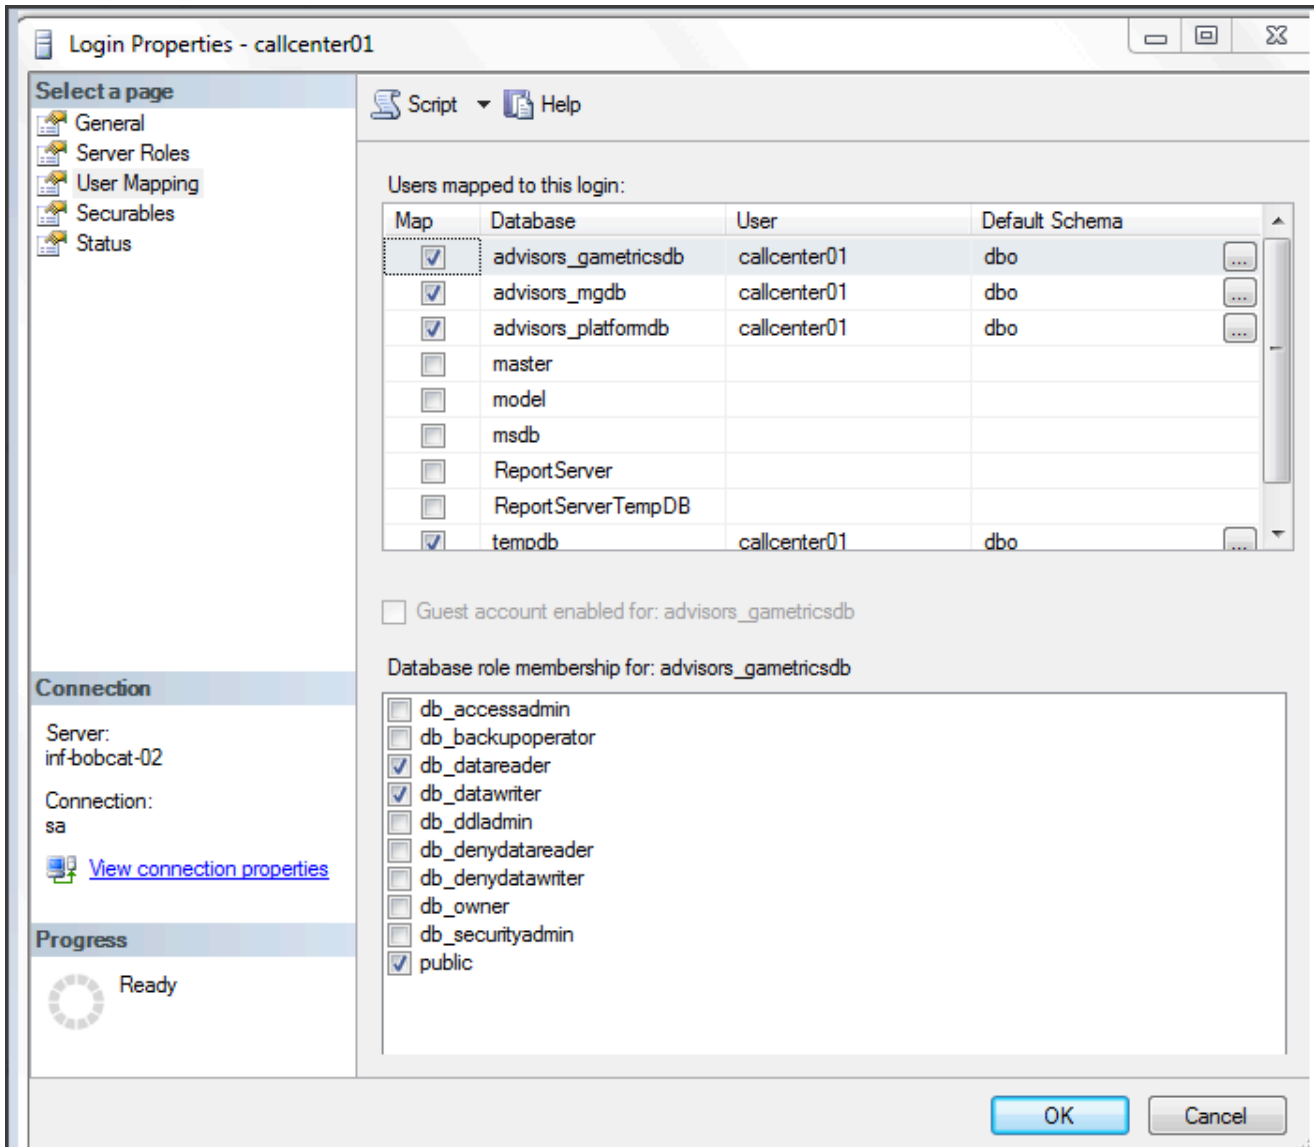 Login Properties - callcenter01
Select a page
General
Server Roles
User Mapping
Securables
Status
Script Help
Users mapped to this login:
Map Database User Default Schema
advisors_gametricsdb callcenter01 dbo ...
advisors_mgdb callcenter01 dbo ...
advisors_platformdb callcenter01 dbo ...
master
model
msdb
ReportServer
ReportServerTempDB
tempdb callcenter01 dbo ...
Guest account enabled for: advisors_gametricsdb
Database role membership for: advisors_gametricsdb
db_accessadmin
db_backupoperator
db_datareader
db_datawriter
db_ddladmin
db_denydatareader
db_denydatawriter
db_owner
db_securityadmin
public
Connection
Server:
inf-bobcat-02
Connection:
sa
View connection properties
Progress
Ready
OK Cancel